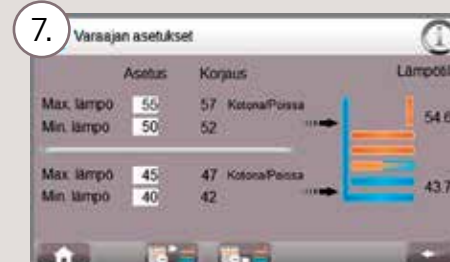 7.
Varaajan asetukset
Asetus Korjaus Lämpötil
Max. lämpö 55 57 Kotona/Poissa
54.6
Min. lämpö 50 52
Max. lämpö 45 47 Kotona/Poissa
43.7
Min. lämpö 40 42